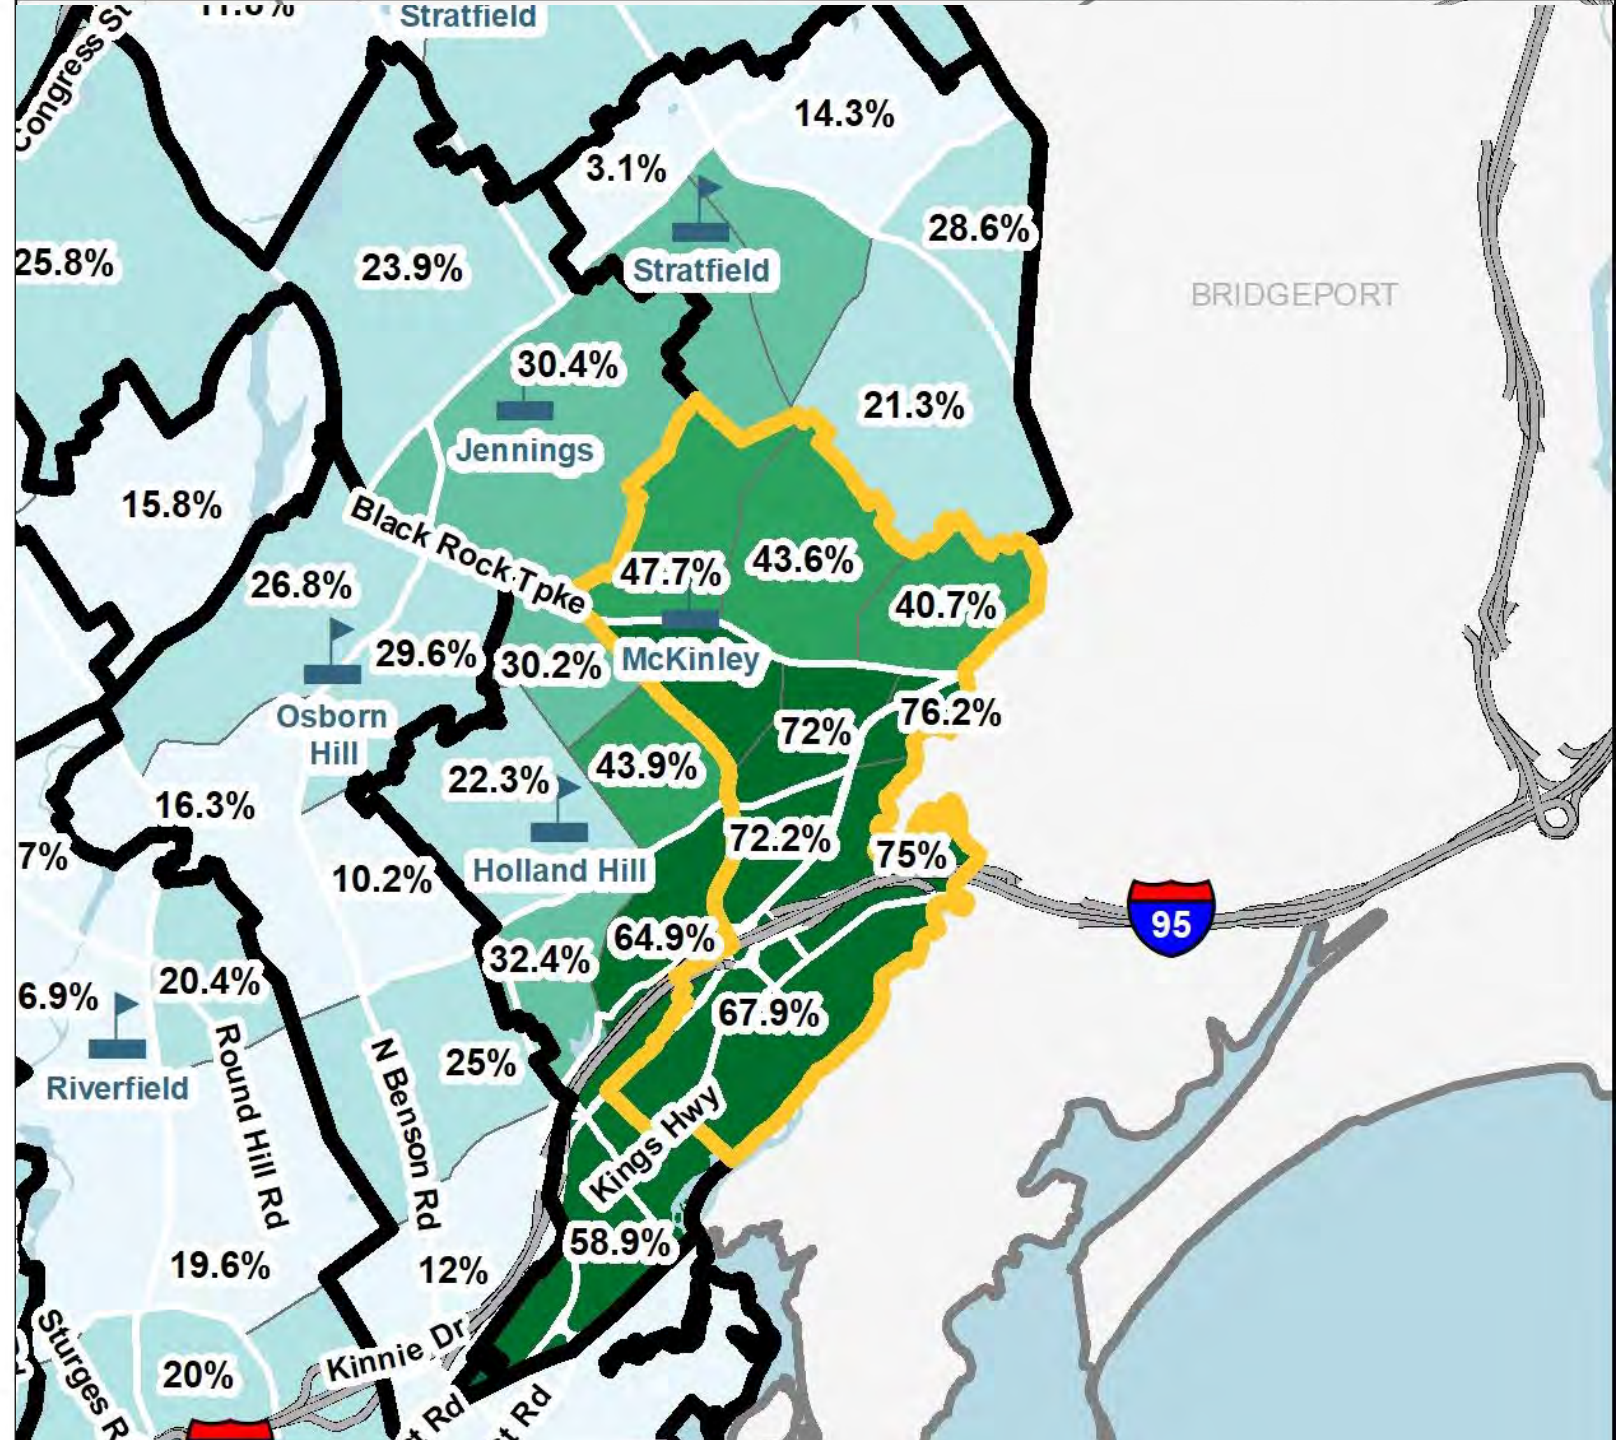 Stratfield
Congress St
14.3%
3.1%
28.6%
25.8%
23.9%
Stratfield
BRIDGEPORT
30.4%
21.3%
Jennings
15.8%
Black Rock Tpke
47.7%
43.6%
26.8%
40.7%
29.6%
30.2%
McKinley
Osborn
Hill
72%
76.2%
22.3%
43.9%
16.3%
72.2%
7%
75%
10.2%
Holland Hill
95
64.9%
32.4%
20.4%
6.9%
67.9%
25%
Riverfield
Round Hill Rd
N Benson Rd
Kings Hwy
58.9%
19.6%
12%
Kinnie Dr
Sturges R
20%
t Rd
t Rd